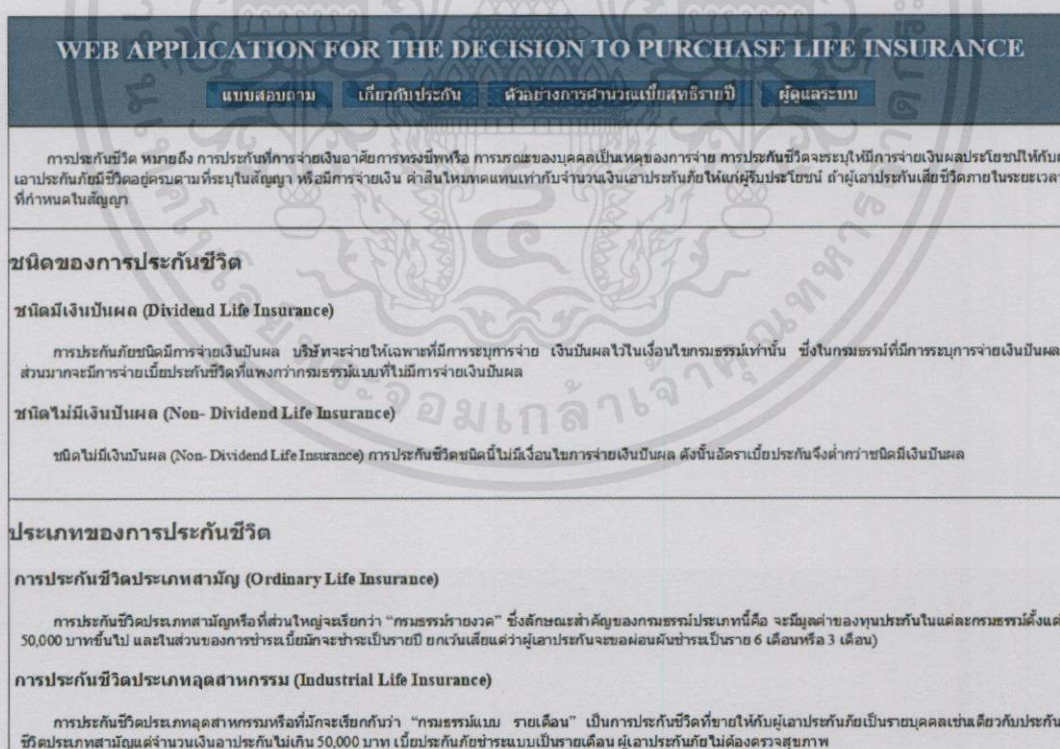 WEB APPLICATION FOR THE DECISION TO PURCHASE LIFE INSURANCE
แบบสอบถาม เกี่ยวกับประกัน ตัวอย่างการคำนวณเบี้ยสุทธิรายปี ผู้ดูแลระบบ
การประกันชีวิต หมายถึง การประกันที่การจ่ายเงินอาศัยการทรงชีพหรือ การมรณะของบุคคลเป็นเหตุของการจ่าย การประกันชีวิตจะระบุให้มีการจ่ายเงินผลประโยชน์ให้กับ
เอาประกันภัยมีชีวิตอยู่ครบตามที่ระบุในสัญญา หรือมีการจ่ายเงิน ค่าสินไหมทดแทนเท่ากับจำนวนเงินเอาประกันภัยให้แก่ผู้รับประโยชน์ ถ้าผู้เอาประกันเสียชีวิตภายในระยะเวลา
ที่กำหนดในสัญญา
ชนิดของการประกันชีวิต
ชนิดมีเงินปันผล (Dividend Life Insurance)
การประกันภัยชนิดมีการจ่ายเงินปันผล บริษัทจะจ่ายให้เฉพาะที่มีการระบุการจ่าย เงินปันผลไว้ในเงื่อนไขกรมธรรม์เท่านั้น ซึ่งในกรมธรรม์ที่มีการระบุการจ่ายเงินปันผล
ส่วนมากจะมีการจ่ายเบี้ยประกันชีวิตที่แพงกว่ากรมธรรม์แบบที่ไม่มีการจ่ายเงินปันผล
ชนิดไม่มีเงินปันผล (Non- Dividend Life Insurance)
ชนิดไม่มีเงินปันผล (Non- Dividend Life Insurance) การประกันชีวิตชนิดนี้ไม่มีเงื่อนไขการจ่ายเงินปันผล ดังนั้นอัตราเบี้ยประกันจึงต่ำกว่าชนิดมีเงินปันผล
ประเภทของการประกันชีวิต
การประกันชีวิตประเภทสามัญ (Ordinary Life Insurance)
การประกันชีวิตประเภทสามัญหรือที่ส่วนใหญ่จะเรียกว่า “กรมธรรม์รายงวด” ซึ่งลักษณะสำคัญของกรมธรรม์ประเภทนี้คือ จะมีมูลค่าของทุนประกันในแต่ละกรมธรรม์ตั้งแต่
50,000 บาทขึ้นไป และในส่วนของการชำระเบี้ยมักจะชำระเป็นรายปี ยกเว้นเสียแต่ว่าผู้เอาประกันจะขอผ่อนผันชำระเป็นราย 6 เดือนหรือ 3 เดือน)
การประกันชีวิตประเภทอุตสาหกรรม (Industrial Life Insurance)
การประกันชีวิตประเภทอุตสาหกรรมหรือที่มักจะเรียกกันว่า “กรมธรรม์แบบ รายเดือน” เป็นการประกันชีวิตที่ขายให้กับผู้เอาประกันภัยเป็นรายบุคคลเช่นเดียวกับประกัน
ชีวิตประเภทสามัญแต่จำนวนเงินอาประกันไม่เกิน 50,000 บาท เบี้ยประกันภัยชำระแบบเป็นรายเดือน ผู้เอาประกันภัยไม่ต้องตรวจสุขภาพ